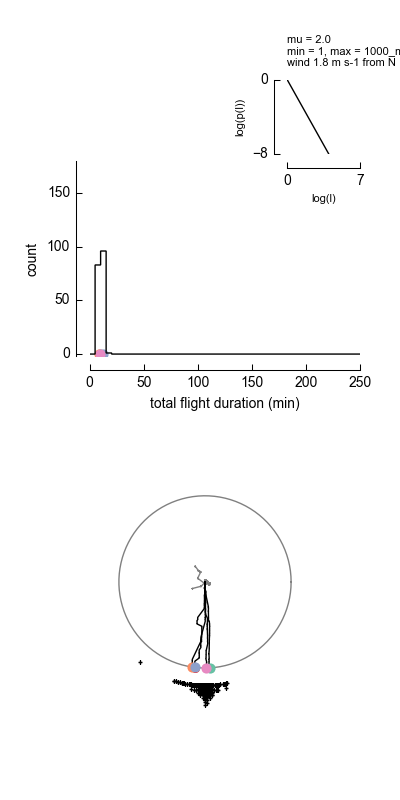 mu = 2.0
min = 1, max = 1000_m
wind 1.8 m s-1 from N
0
log(p(l))
−8
0 7
log(l)
150
100
count
50
0
0 50 100 150 200 250
total flight duration (min)